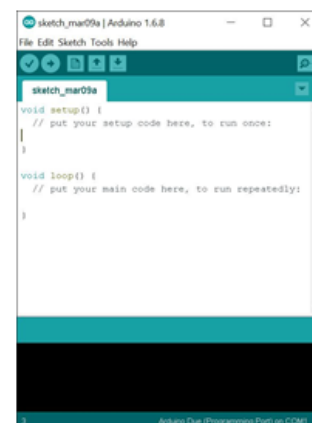 sketch_mar09a | Arduino 1.6.8
File Edit Sketch Tools Help
sketch_mar09a
void setup() {
// put your setup code here, to run once:
}
void loop() {
// put your main code here, to run repeatedly:
}
3
Arduino Due (Programming Port) on COM1